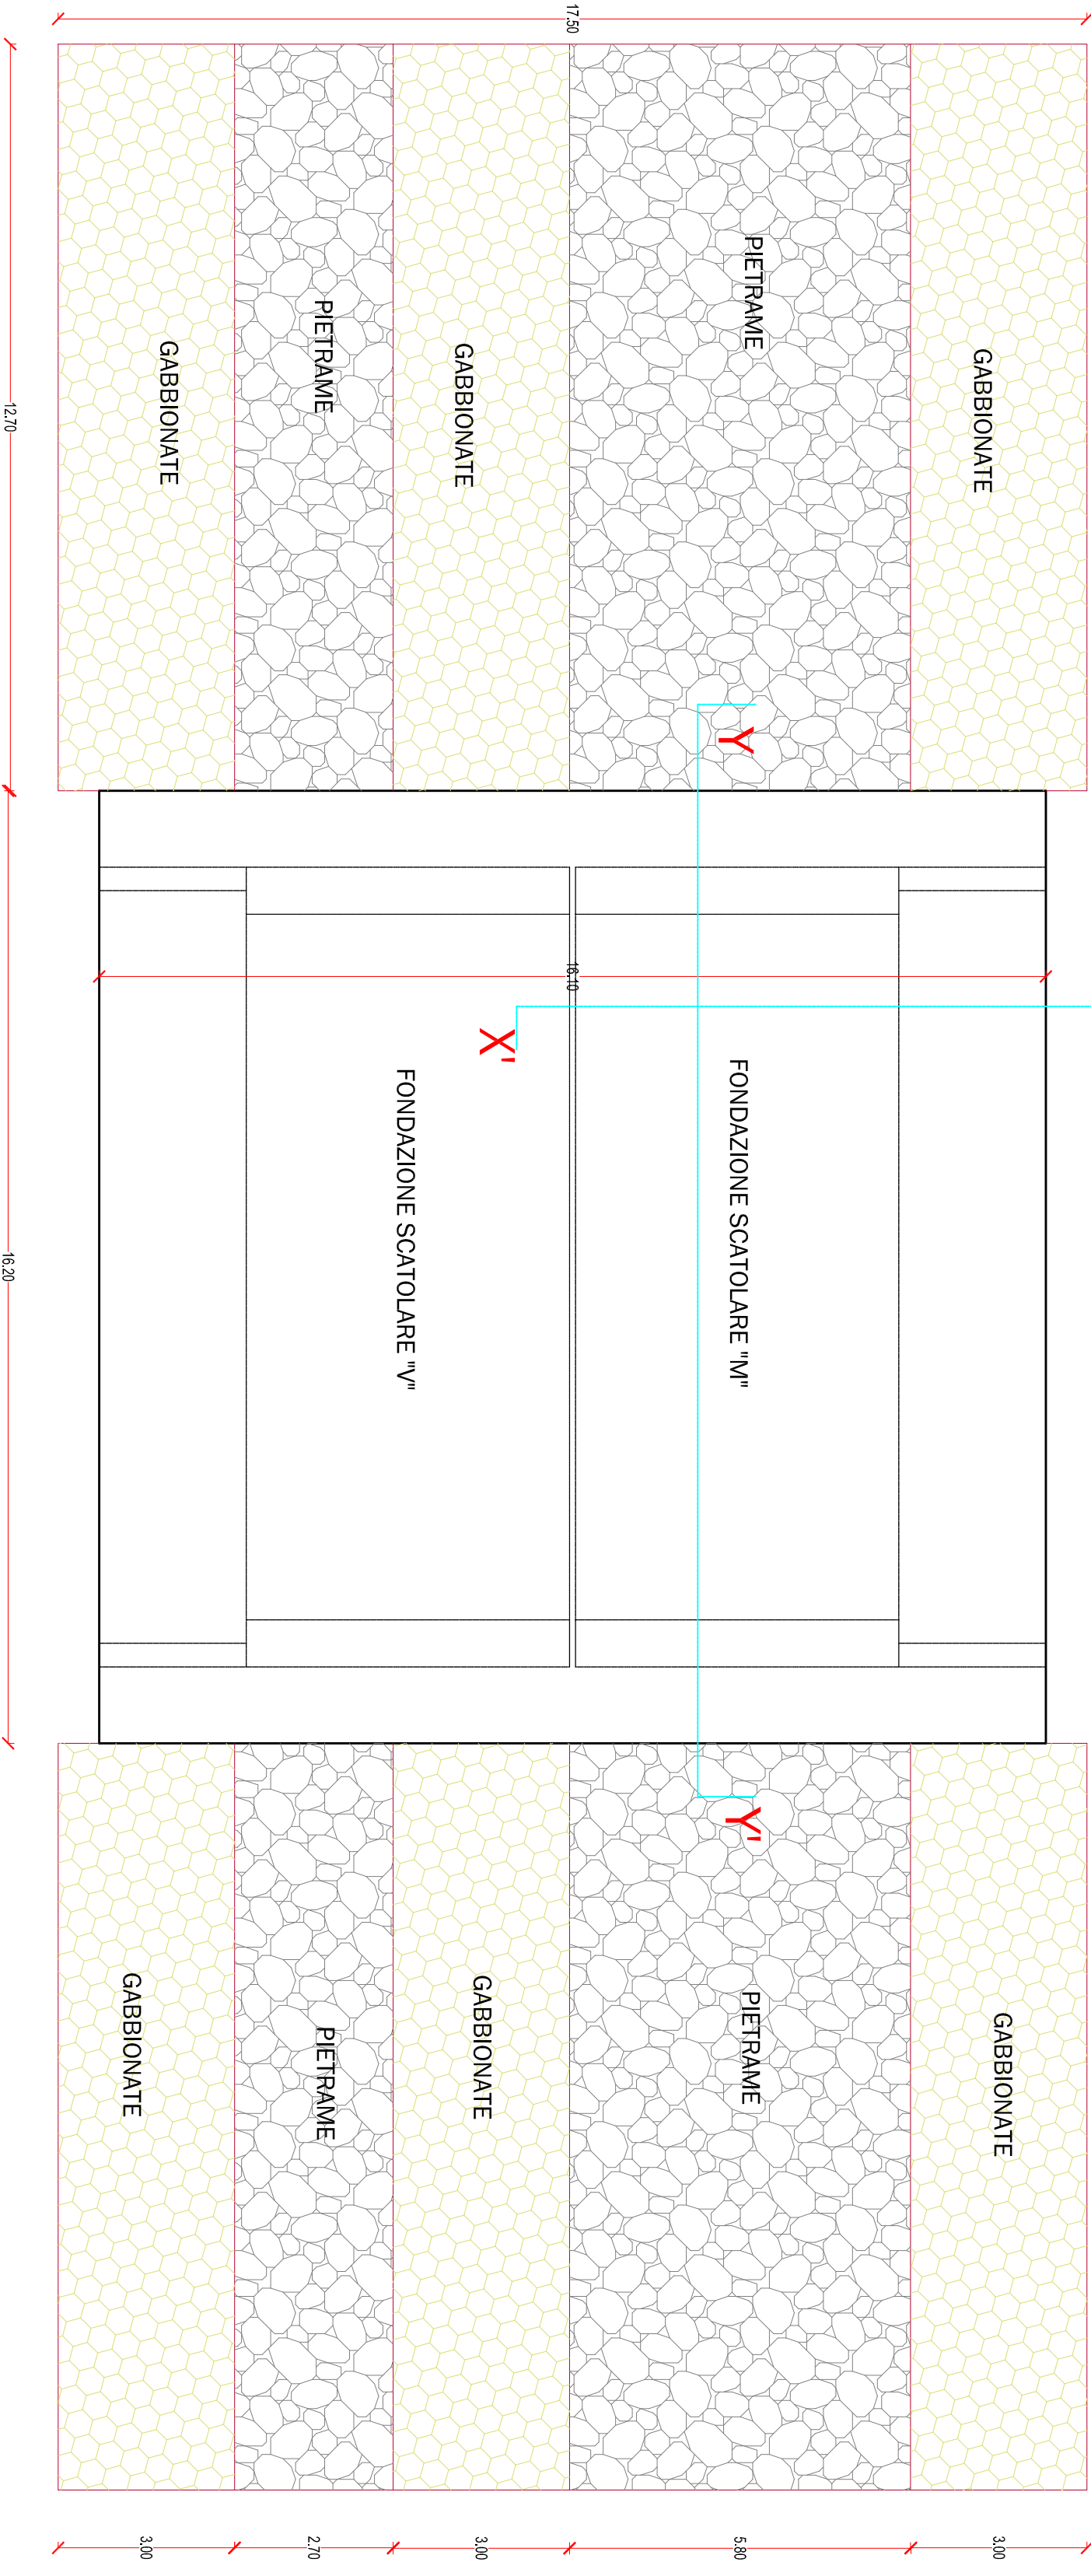 17.50
GABBIONATE
PIETRAME
GABBIONATE
PIETRAME
GABBIONATE
12.70
Y
16.10
X'
FONDAZIONE SCATOLARE "M"
FONDAZIONE SCATOLARE "V"
16.20
Y'
GABBIONATE
PIETRAME
GABBIONATE
PIETRAME
GABBIONATE
3.00
5.80
3.00
2.70
3.00